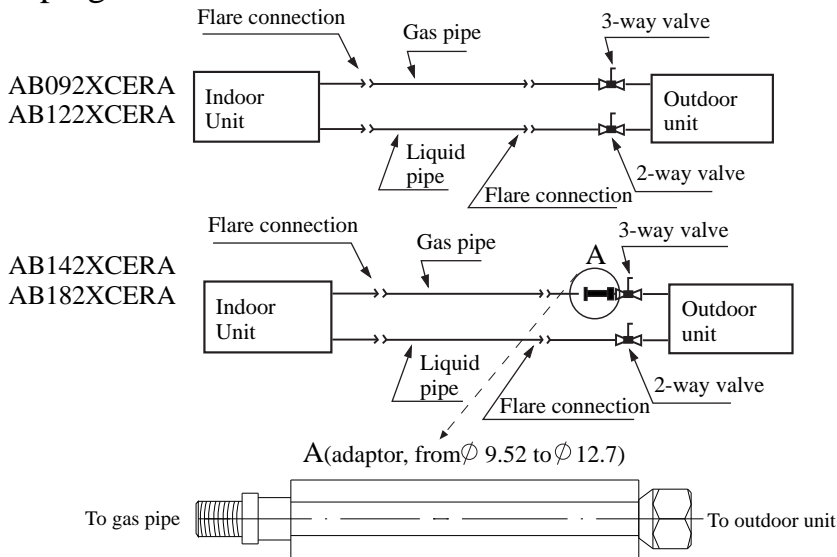 Flare connection
Gas pipe
3-way valve
AB092XCERA
AB122XCERA
Indoor
Unit
Outdoor
unit
Liquid
pipe
Flare connection
2-way valve
Flare connection
Gas pipe
A
3-way valve
AB142XCERA
AB182XCERA
Indoor
Unit
Outdoor
unit
Liquid
pipe
Flare connection
2-way valve
A(adaptor, from∅ 9.52 to∅ 12.7)
To gas pipe
To outdoor unit